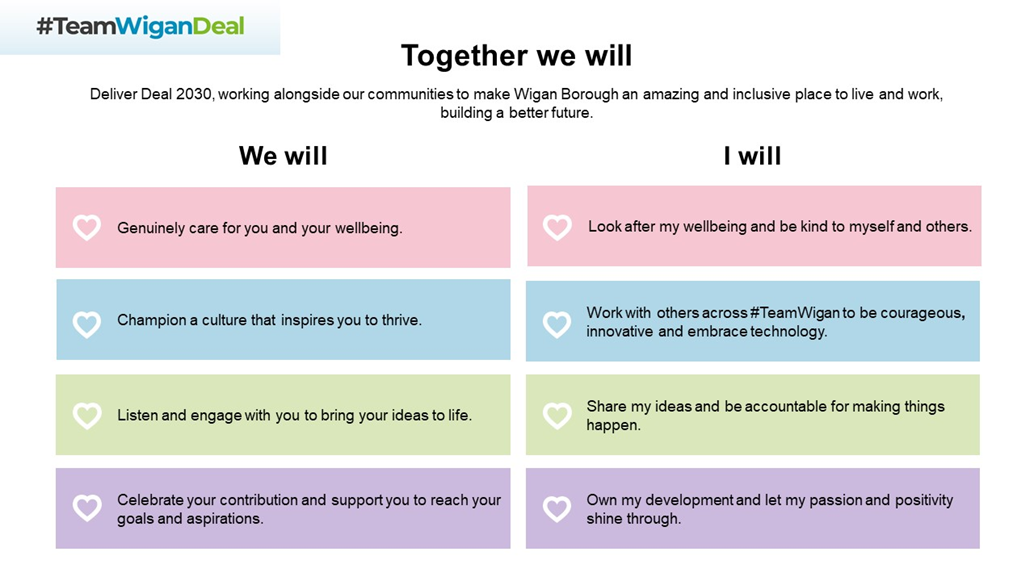 #TeamWiganDeal
Together we will
Deliver Deal 2030, working alongside our communities to make Wigan Borough an amazing and inclusive place to live and work,
building a better future.
We will
I will
Genuinely care for you and your wellbeing.
Look after my wellbeing and be kind to myself and others.
Champion a culture that inspires you to thrive.
Work with others across #TeamWigan to be courageous,
innovative and embrace technology.
Listen and engage with you to bring your ideas to life.
Share my ideas and be accountable for making things
happen.
Celebrate your contribution and support you to reach your
goals and aspirations.
Own my development and let my passion and positivity
shine through.